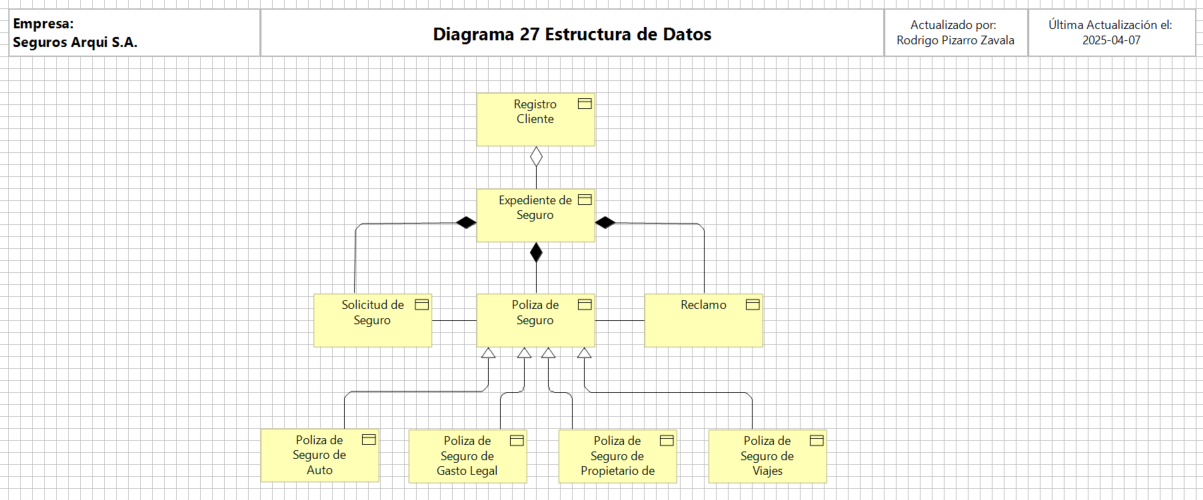 Empresa:
Seguros Arqui S.A.
Diagrama 27 Estructura de Datos
Actualizado por:
Rodrigo Pizarro Zavala
Última Actualización el:
2025-04-07
Registro
Cliente
Expediente de
Seguro
Solicitud de
Seguro
Poliza de
Seguro
Reclamo
Poliza de
Seguro de
Auto
Poliza de
Seguro de
Gasto Legal
Poliza de
Seguro de
Propietario de
Poliza de
Seguro de
Viajes